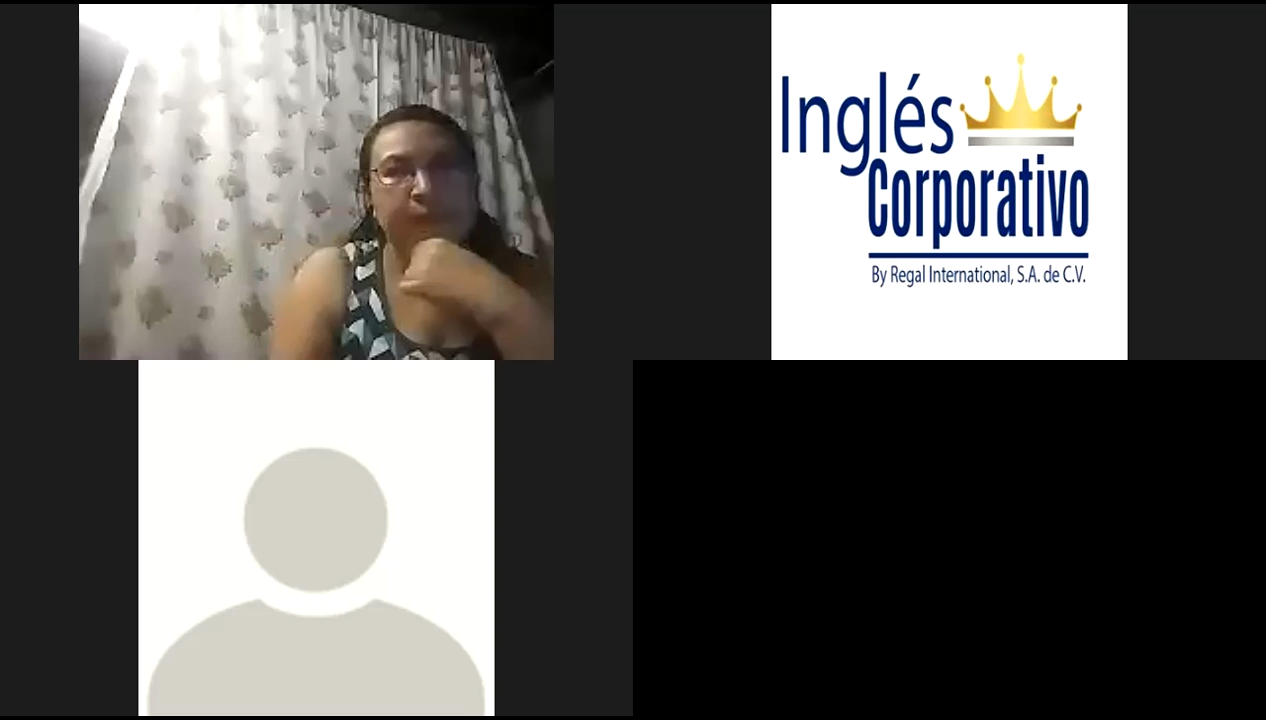 Inglés
Corporativo
By Regal International, S.A. de C.V.